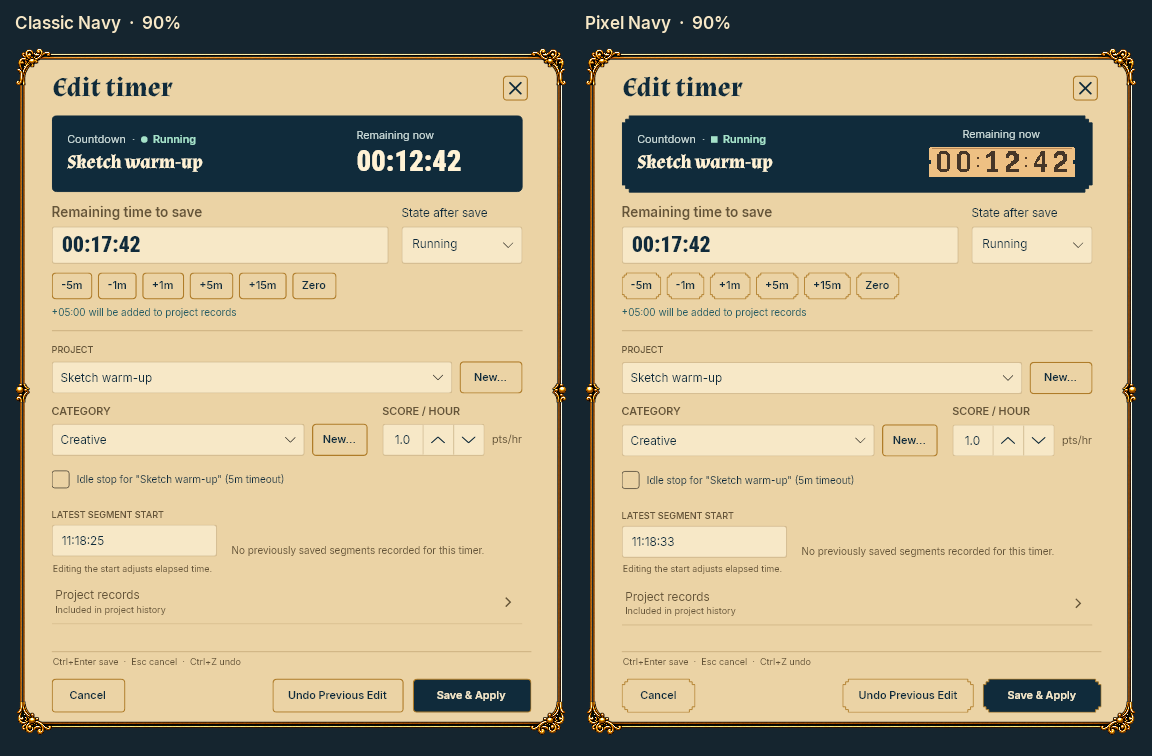 Classic Navy · 90%
Edit timer
Countdown · Running
Sketch warm-up
Remaining now
00:12:42
Remaining time to save
State after save
00:17:42
Running
-5m
-1m
+1m
+5m
+15m
Zero
+05:00 will be added to project records
PROJECT
Sketch warm-up
New...
CATEGORY
SCORE / HOUR
Creative
New...
1.0
pts/hr
Idle stop for "Sketch warm-up" (5m timeout)
LATEST SEGMENT START
11:18:25
No previously saved segments recorded for this timer.
Editing the start adjusts elapsed time.
Project records
Included in project history
Ctrl+Enter save · Esc cancel · Ctrl+Z undo
Cancel
Undo Previous Edit
Save & Apply
Pixel Navy · 90%
Edit timer
Countdown · Running
Sketch warm-up
Remaining now
00:12:42
Remaining time to save
State after save
00:17:42
Running
-5m
-1m
+1m
+5m
+15m
Zero
+05:00 will be added to project records
PROJECT
Sketch warm-up
New...
CATEGORY
SCORE / HOUR
Creative
New...
1.0
pts/hr
Idle stop for "Sketch warm-up" (5m timeout)
LATEST SEGMENT START
11:18:33
No previously saved segments recorded for this timer.
Editing the start adjusts elapsed time.
Project records
Included in project history
Ctrl+Enter save · Esc cancel · Ctrl+Z undo
Cancel
Undo Previous Edit
Save & Apply